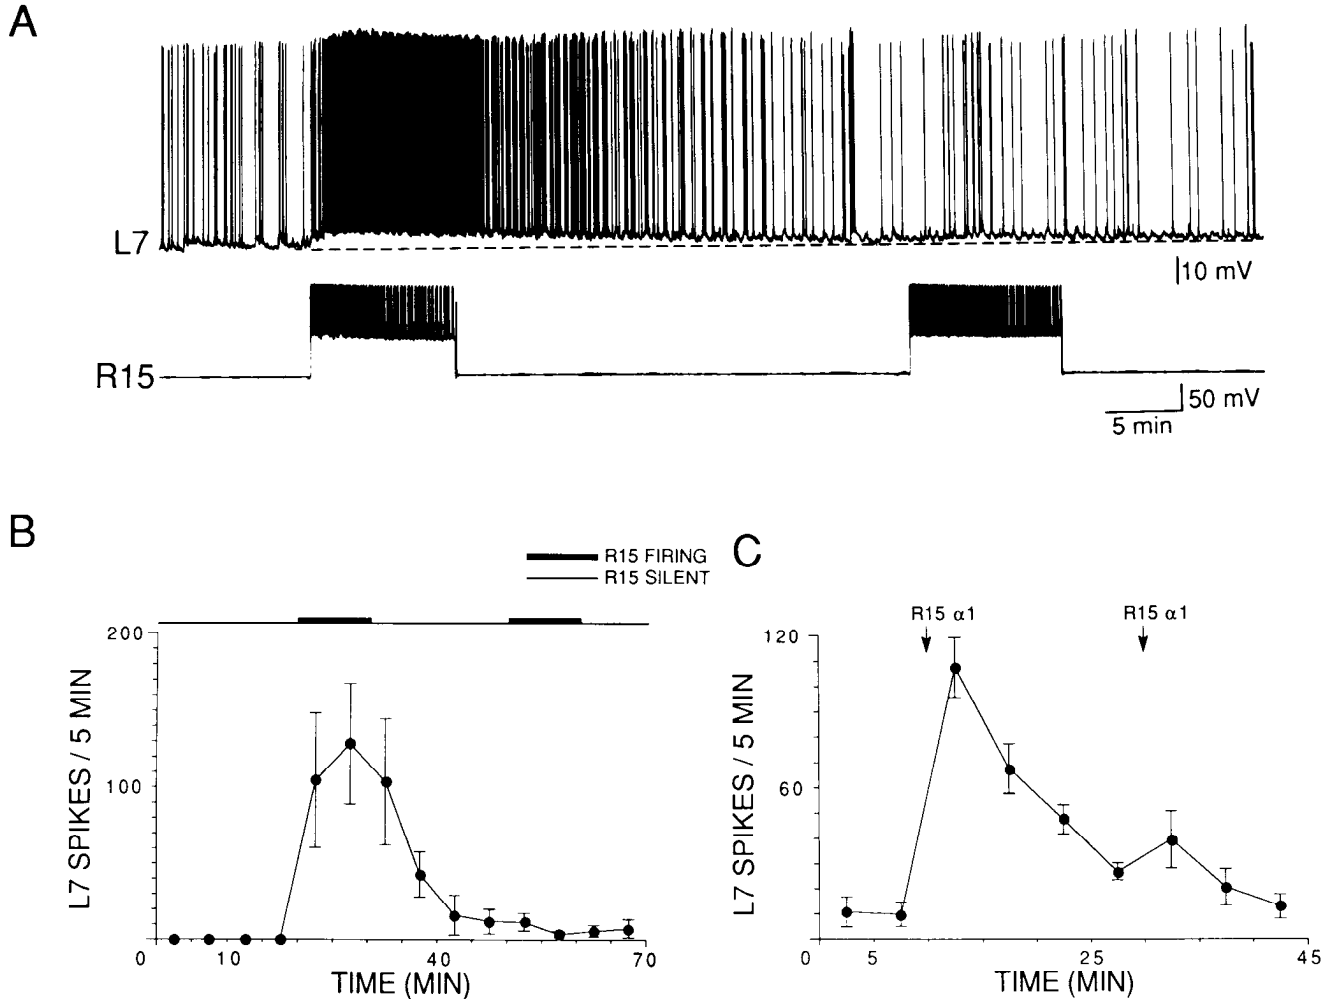 A
L7
10 mV
R15
50 mV
5 min
B
R15 FIRING
R15 SILENT
200
100
L7 SPIKES / 5 MIN
0 10 40 70
TIME (MIN)
C
R15 α1 R15 α1
120
60
L7 SPIKES / 5 MIN
0 5 25 45
TIME (MIN)